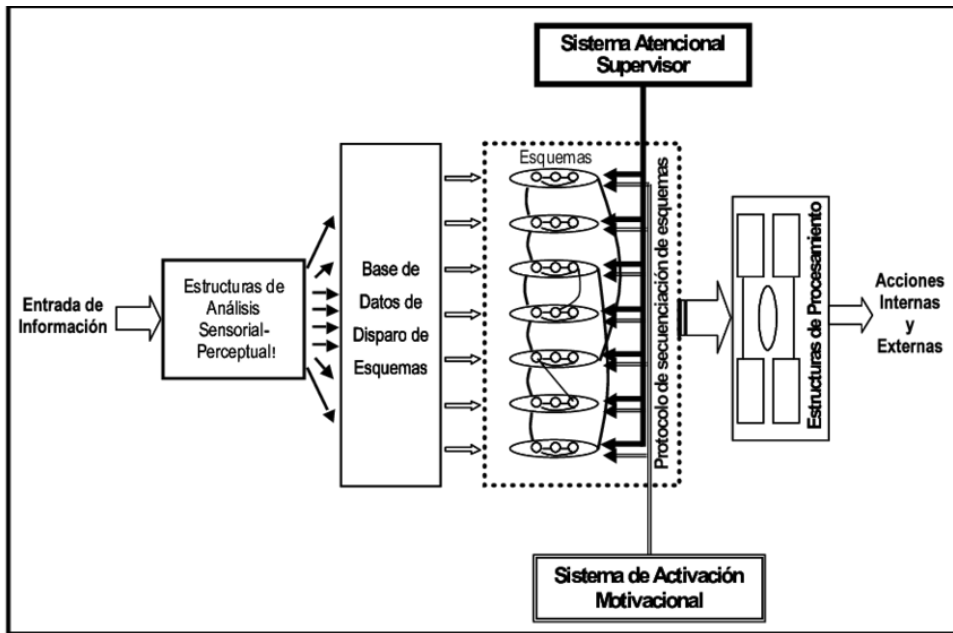 Sistema Atencional
Supervisor
Esquemas
Protocolo de secuenciación de esquemas
Entrada de
Información
Estructuras de
Análisis
Sensorial-
Perceptual!
Base de
Datos de
Disparo de
Esquemas
Estructuras de Procesamiento
Acciones
Internas
y
Externas
Sistema de Activación
Motivacional